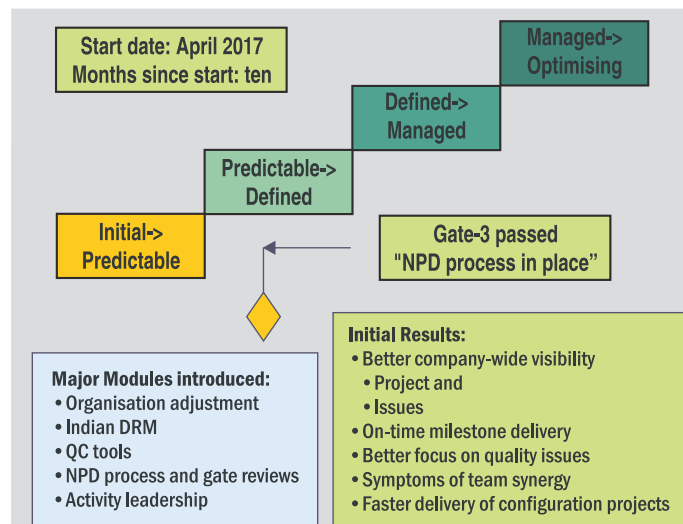 Start date: April 2017
Months since start: ten
Managed->
Optimising
Defined->
Managed
Predictable->
Defined
Initial->
Predictable
Gate-3 passed
"NPD process in place”
Major Modules introduced:
• Organisation adjustment
• Indian DRM
• QC tools
• NPD process and gate reviews
• Activity leadership
Initial Results:
• Better company-wide visibility
• Project and
• Issues
• On-time milestone delivery
• Better focus on quality issues
• Symptoms of team synergy
• Faster delivery of configuration projects